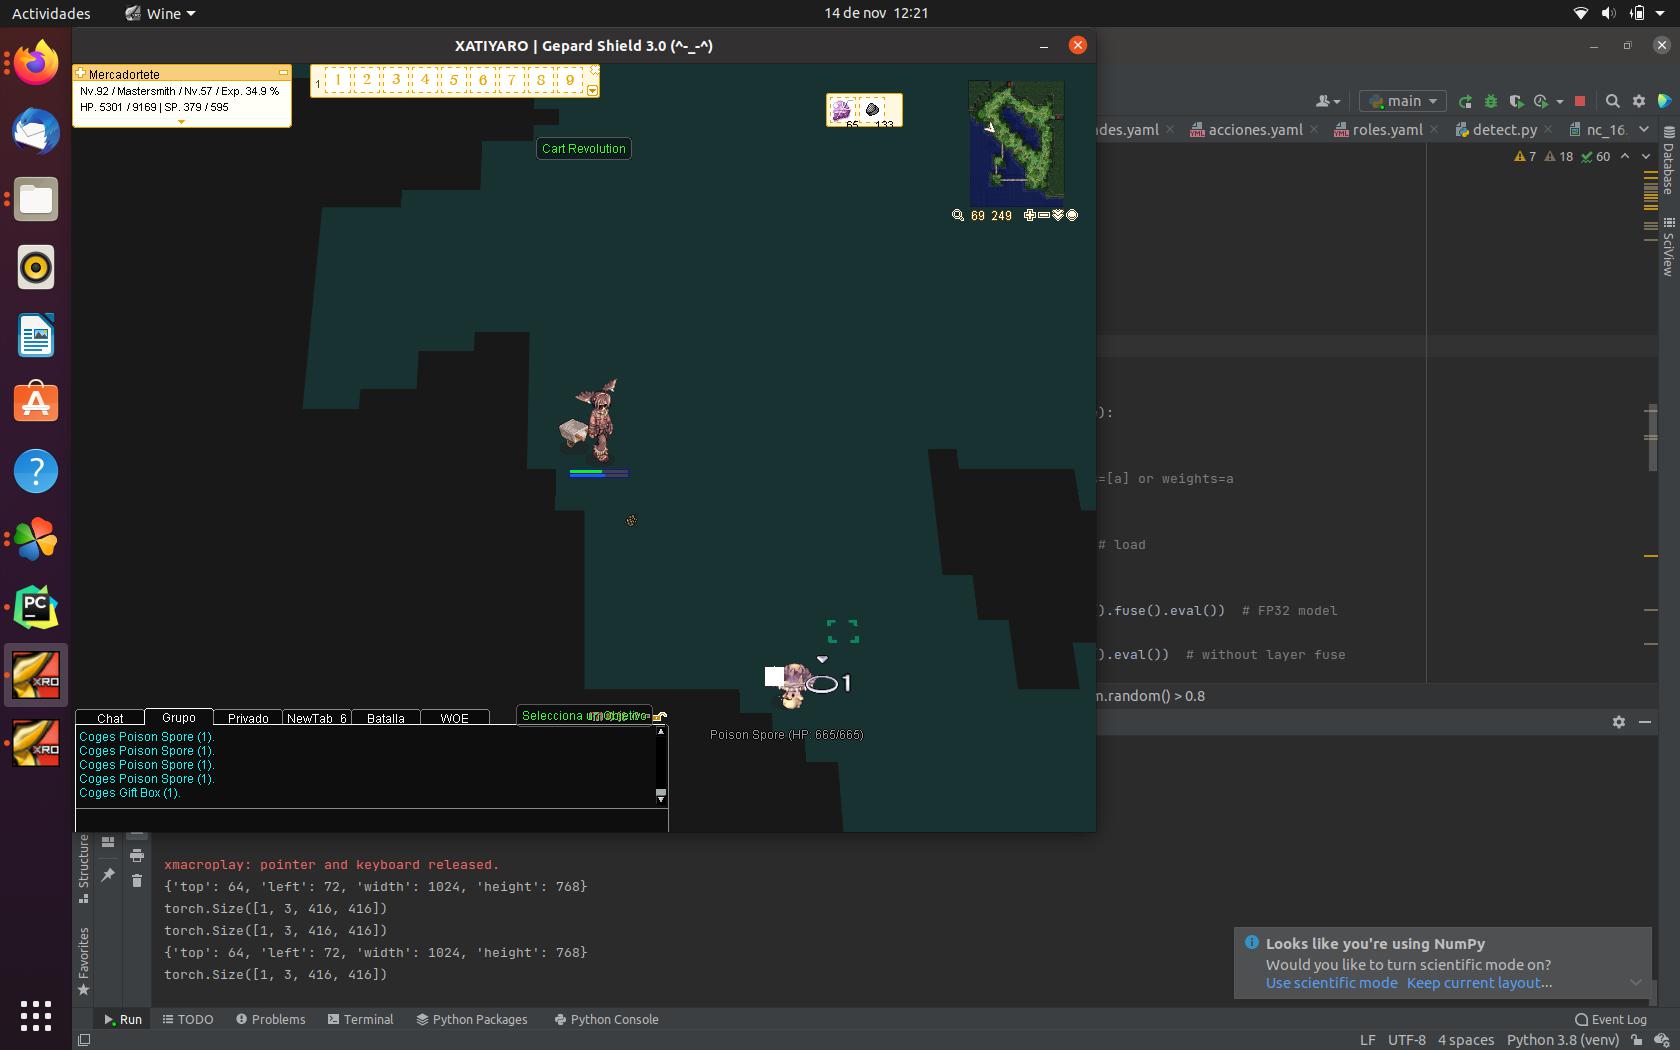 Actividades
Wine
14 de nov 12:21
XATIYARO | Gepard Shield 3.0 (^-_-^)
Mercadortete
Nv.92 / Mastersmith / Nv.57 / Exp. 34.9 %
HP. 5301 / 9169 | SP. 379 / 595
1 1 2 3 4 5 6 7 8 9
65 133
Cart Revolution
69 249
main
des.yaml
acciones.yaml
roles.yaml
detect.py
nc_16.
7 18 60
Database
SciView
):
=[a] or weights=a
# load
).fuse().eval()) # FP32 model
).eval()) # without layer fuse
m.random() > 0.8
1
Poison Spore (HP: 665/665)
Chat Grupo Privado NewTab_6 Batalla WOE
Coges Poison Spore (1).
Coges Poison Spore (1).
Coges Poison Spore (1).
Coges Poison Spore (1).
Coges Gift Box (1).
PC
XRO
XRO
Structure
Favorites
xmacroplay: pointer and keyboard released.
{'top': 64, 'left': 72, 'width': 1024, 'height': 768}
torch.Size([1, 3, 416, 416])
torch.Size([1, 3, 416, 416])
{'top': 64, 'left': 72, 'width': 1024, 'height': 768}
torch.Size([1, 3, 416, 416])
Looks like you're using NumPy
Would you like to turn scientific mode on?
Use scientific mode Keep current layout...
Run TODO Problems Terminal Python Packages Python Console
Event Log
LF UTF-8 4 spaces Python 3.8 (venv)